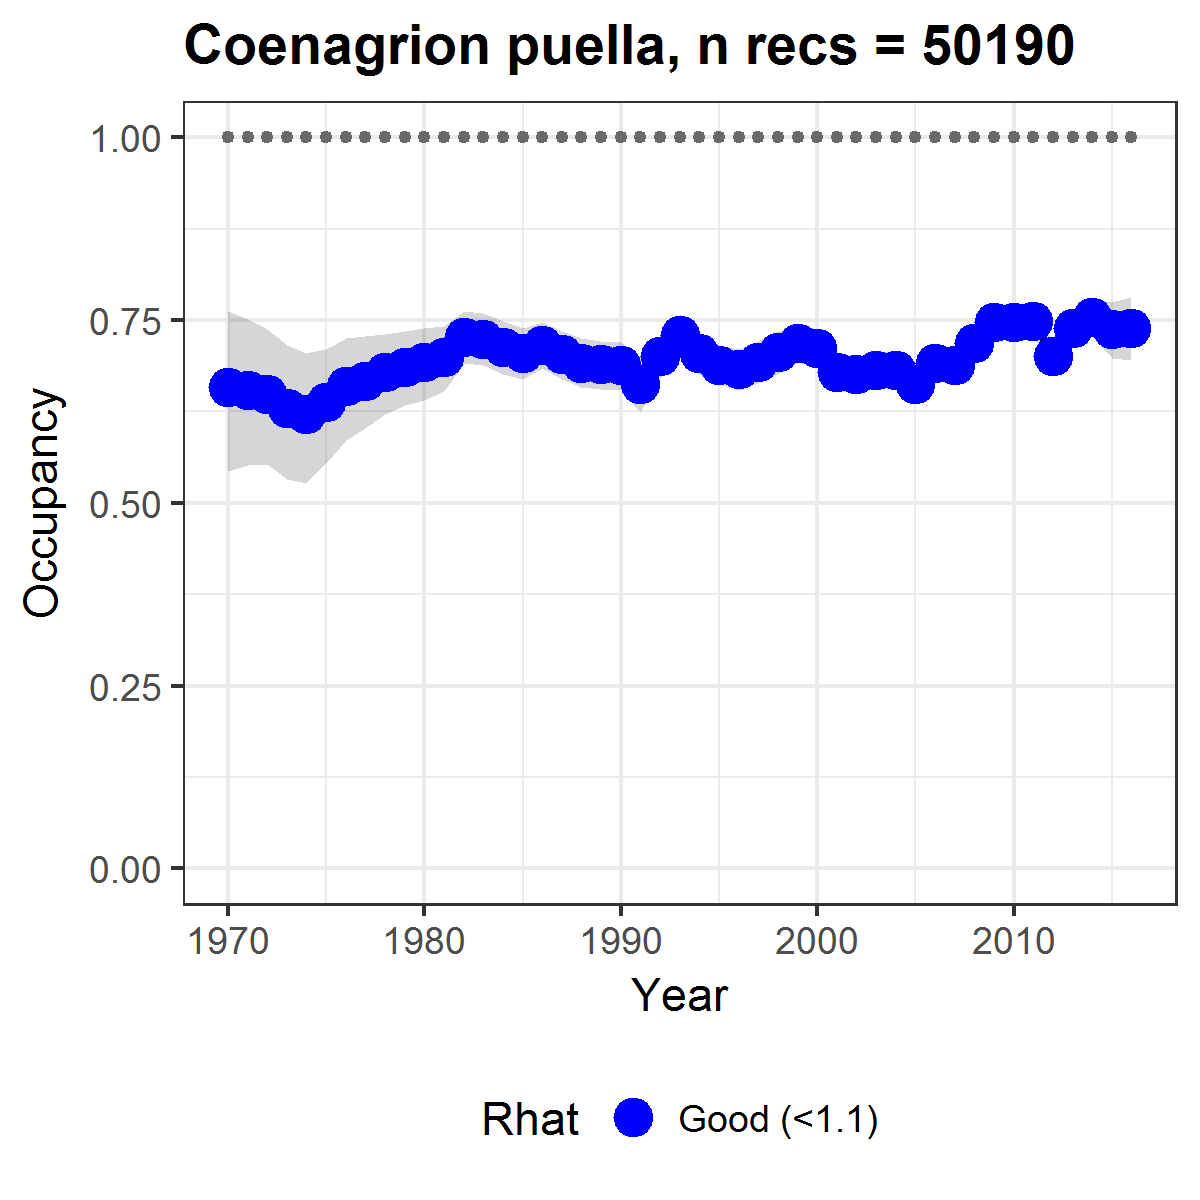 Coenagrion puella, n recs = 50190
1.00
0.75
0.50
0.25
0.00
Occupancy
1970 1980 1990 2000 2010
Year
Rhat Good (<1.1)